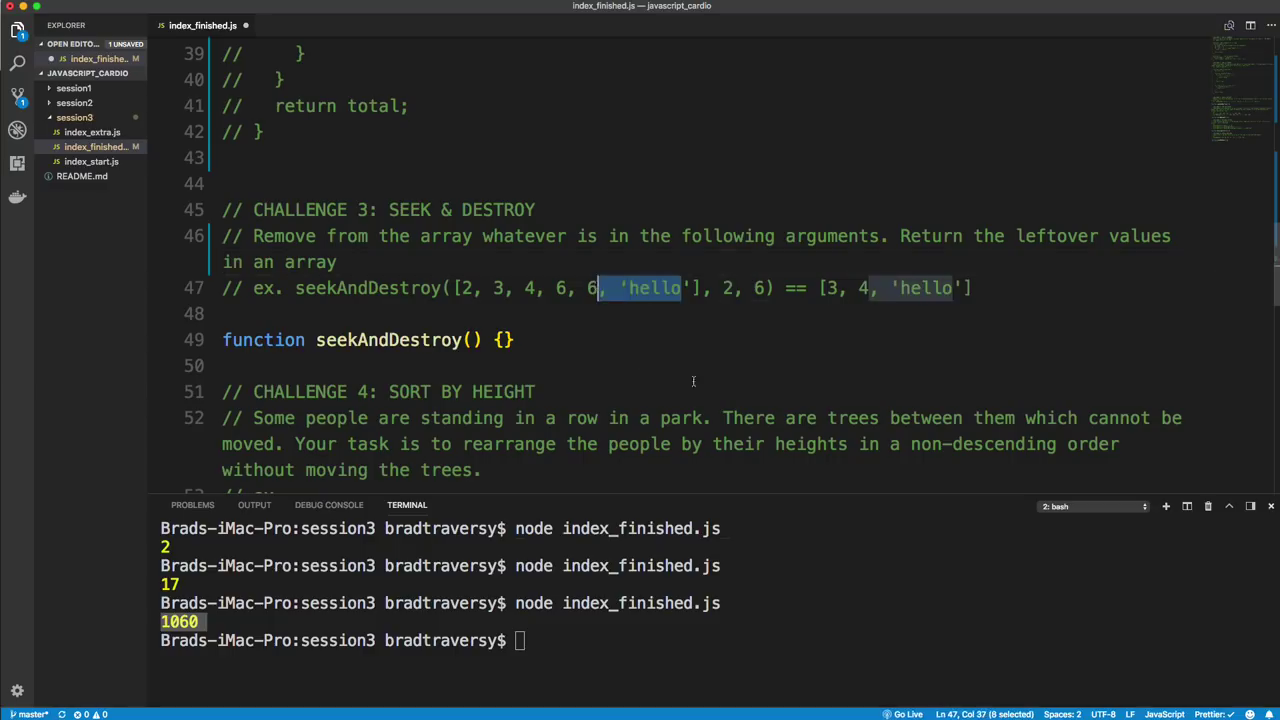 index_finished.js — javascript_cardio
EXPLORER
index_finished.js
OPEN EDITO... 1 UNSAVED
index_finishe.. M
JAVASCRIPT_CARDIO
session1
session2
session3
index_extra.js
index_finished... M
index_start.js
README.md
39 //       }
40 //     }
41 //   return total;
42 // }
43
44
45 // CHALLENGE 3: SEEK & DESTROY
46 // Remove from the array whatever is in the following arguments. Return the leftover values
in an array
47 // ex. seekAndDestroy([2, 3, 4, 6, 6, 'hello'], 2, 6) == [3, 4, 'hello']
48
49 function seekAndDestroy() {}
50
51 // CHALLENGE 4: SORT BY HEIGHT
52 // Some people are standing in a row in a park. There are trees between them which cannot be
moved. Your task is to rearrange the people by their heights in a non-descending order
without moving the trees.
PROBLEMS OUTPUT DEBUG CONSOLE TERMINAL 2: bash
Brads-iMac-Pro:session3 bradtraversy$ node index_finished.js
2
Brads-iMac-Pro:session3 bradtraversy$ node index_finished.js
17
Brads-iMac-Pro:session3 bradtraversy$ node index_finished.js
1060
Brads-iMac-Pro:session3 bradtraversy$
master* 0 0 Go Live Ln 47, Col 37 (8 selected) Spaces: 2 UTF-8 LF JavaScript Prettier: ✓